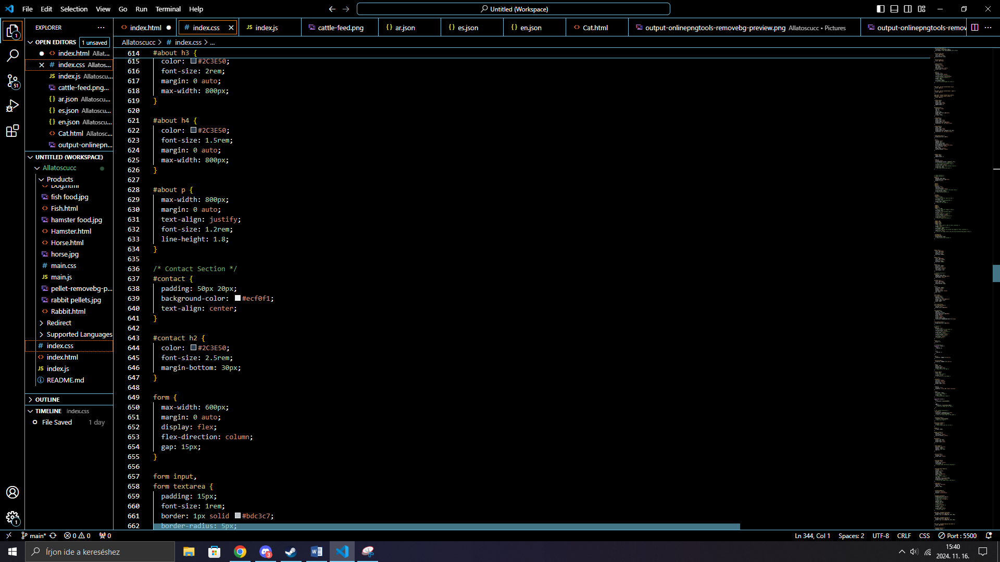 File Edit Selection View Go Run Terminal Help
Untitled (Workspace)
EXPLORER
index.html
index.css
index.js
cattle-feed.png
ar.json
es.json
en.json
Cat.html
output-onlinepngtools-removebg-preview.png Allatoscucc • Pictures
output-onlinepngtools-remov
OPEN EDITORS 1 unsaved
index.html Allat...
index.css Allatos...
index.js Allatoscu...
cattle-feed.png...
ar.json Allatoscu...
es.json Allatoscu...
en.json Allatoscu...
Cat.html Allatosc...
output-onlinepn...
UNTITLED (WORKSPACE)
Allatoscucc
Products
Dog.html
fish food.jpg
Fish.html
hamster food.jpg
Hamster.html
Horse.html
horse.jpg
main.css
main.js
pellet-removebg-p...
rabbit pellets.jpg
Rabbit.html
Redirect
Supported Languages
index.css
index.html
index.js
README.md
OUTLINE
TIMELINE index.css
File Saved 1 day
Allatoscucc > # index.css > ...
614 #about h3 {
615 color: #2C3E50;
616 font-size: 2rem;
617 margin: 0 auto;
618 max-width: 800px;
619 }
620
621 #about h4 {
622 color: #2C3E50;
623 font-size: 1.5rem;
624 margin: 0 auto;
625 max-width: 800px;
626 }
627
628 #about p {
629 max-width: 800px;
630 margin: 0 auto;
631 text-align: justify;
632 font-size: 1.2rem;
633 line-height: 1.8;
634 }
635
636 /* Contact Section */
637 #contact {
638 padding: 50px 20px;
639 background-color: #ecf0f1;
640 text-align: center;
641 }
642
643 #contact h2 {
644 color: #2C3E50;
645 font-size: 2.5rem;
646 margin-bottom: 30px;
647 }
648
649 form {
650 max-width: 600px;
651 margin: 0 auto;
652 display: flex;
653 flex-direction: column;
654 gap: 15px;
655 }
656
657 form input,
658 form textarea {
659 padding: 15px;
660 font-size: 1rem;
661 border: 1px solid #bdc3c7;
662 border-radius: 5px;
1
51
1
main* 0 0 0
Ln 344, Col 1 Spaces: 2 UTF-8 CRLF CSS Port : 5500
Írjon ide a kereséshez
3
15:40
2024. 11. 16.